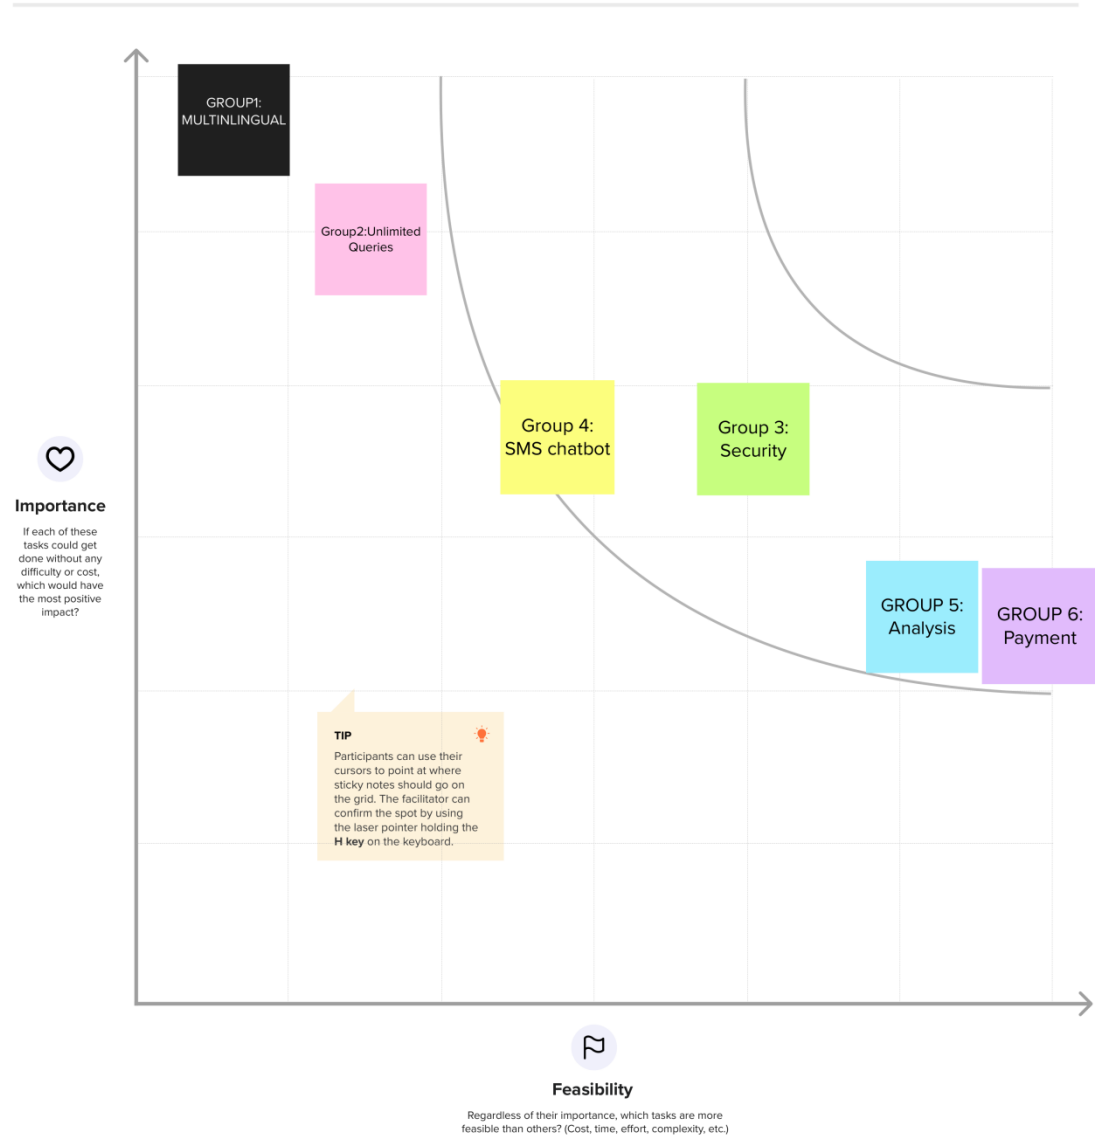 GROUP1:
MULTINLINGUAL
Group2:Unlimited
Queries
Group 4:
SMS chatbot
Group 3:
Security
Importance
If each of these
tasks could get
done without any
difficulty or cost,
which would have
the most positive
impact?
GROUP 5:
Analysis
GROUP 6:
Payment
TIP
Participants can use their
cursors to point at where
sticky notes should go on
the grid. The facilitator can
confirm the spot by using
the laser pointer holding the
H key on the keyboard.
Feasibility
Regardless of their importance, which tasks are more
feasible than others? (Cost, time, effort, complexity, etc.)